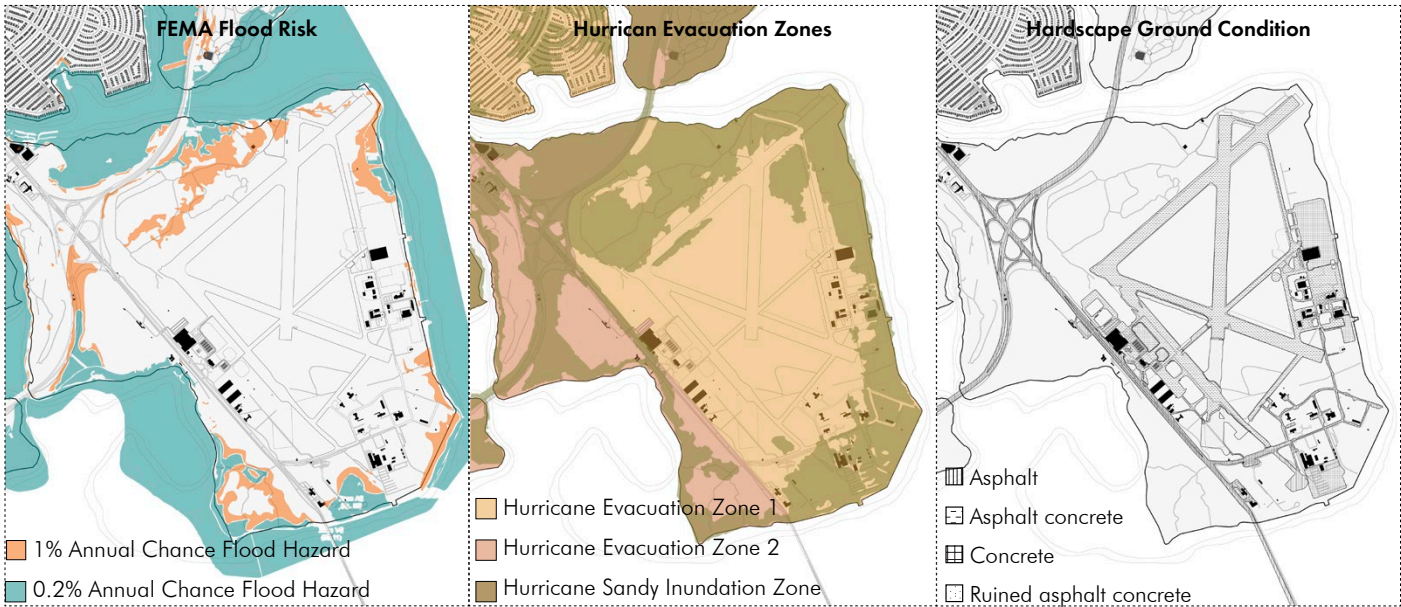 FEMA Flood Risk
1% Annual Chance Flood Hazard
0.2% Annual Chance Flood Hazard
Hurrican Evacuation Zones
Hurricane Evacuation Zone 1
Hurricane Evacuation Zone 2
Hurricane Sandy Inundation Zone
Hardscape Ground Condition
Asphalt
Asphalt concrete
Concrete
Ruined asphalt concrete